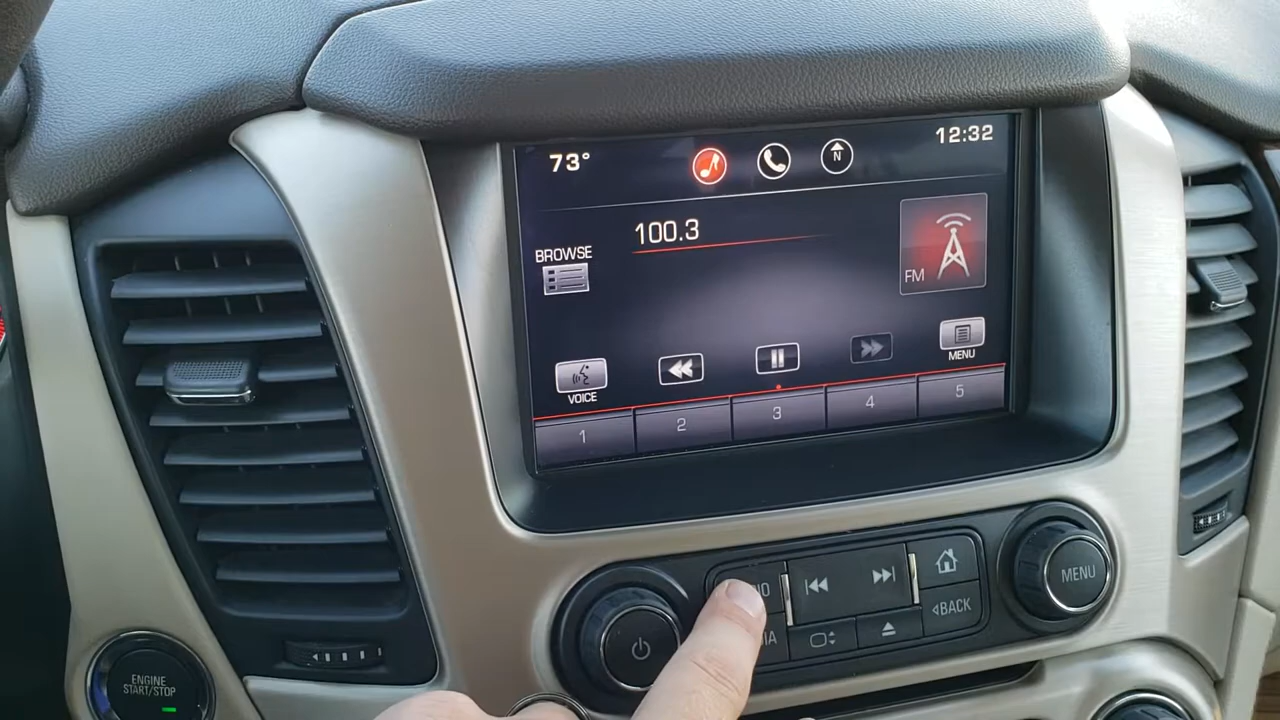 73°
N
12:32
100.3
BROWSE
FM
VOICE
MENU
1
2
3
4
5
MENU
BACK
ENGINE
START/STOP